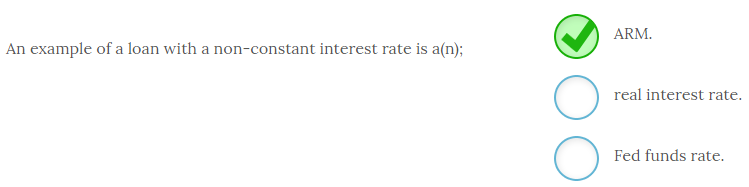 An example of a loan with a non-constant interest rate is a(n);
ARM.
real interest rate.
Fed funds rate.